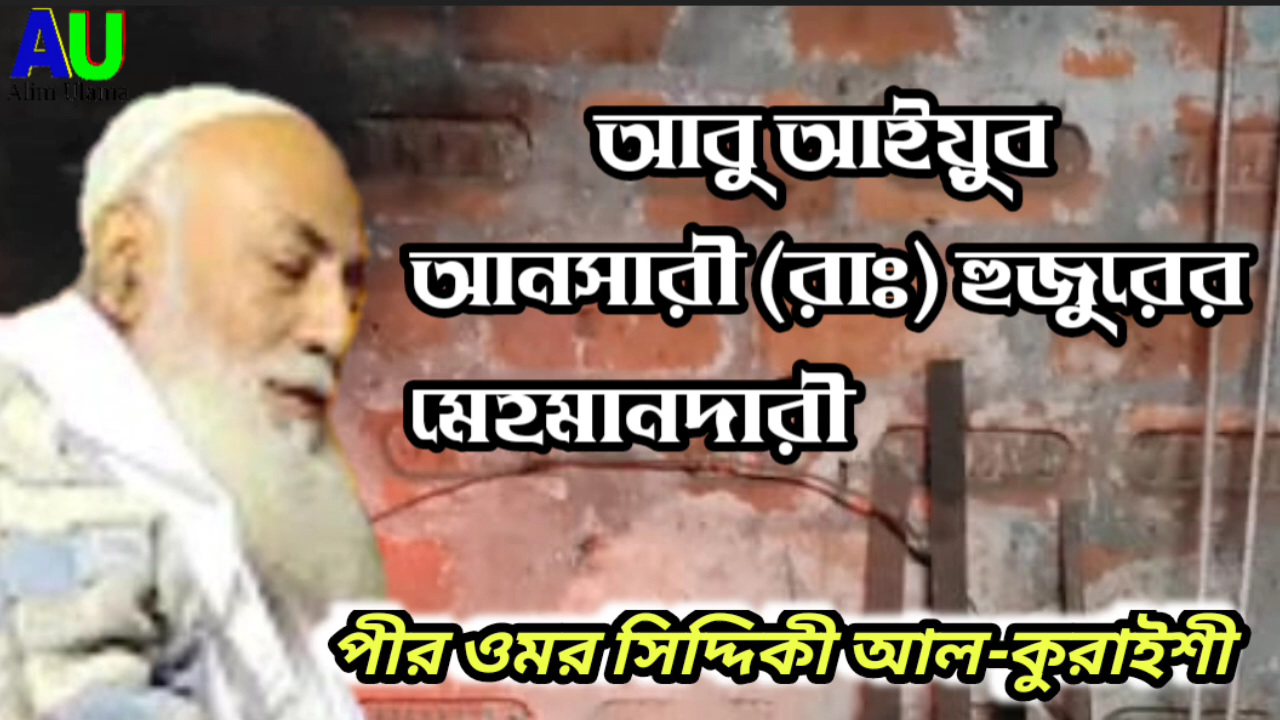 AU
Alim Ulama
আবু আইয়ুব
আনসারী (রাঃ) হুজুরের
মেহমানদারী
পীর ওমর সিদ্দিকী আল-কুরাইশী